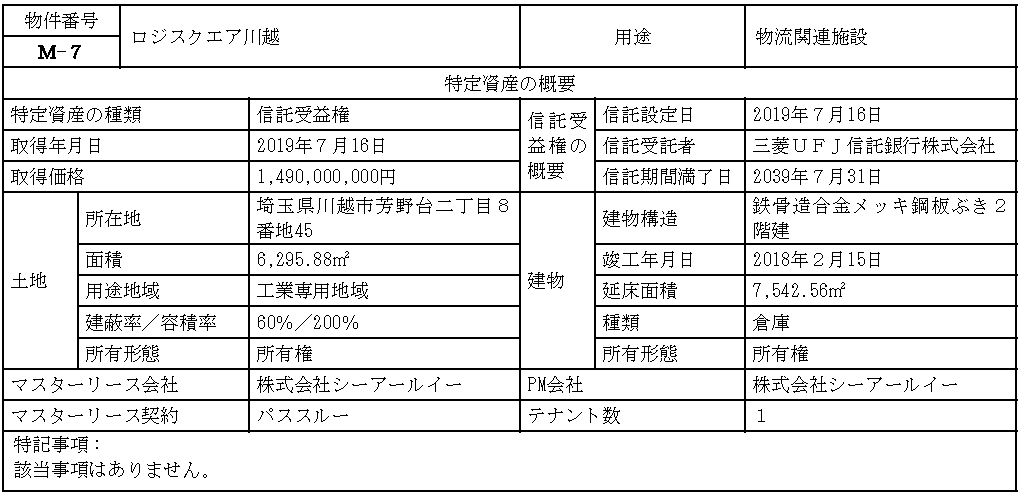 物件番号 ロジスクエア川越 用途 物流関連施設
M-7
特定資産の概要
特定資産の種類 信託受益権 信託受益権の概要 信託設定日 2019年7月16日
取得年月日 2019年7月16日 信託受託者 三菱UFJ信託銀行株式会社
取得価格 1,490,000,000円 信託期間満了日 2039年7月31日
土地 所在地 埼玉県川越市芳野台二丁目8番地45 建物 建物構造 鉄骨造合金メッキ鋼板ぶき2階建
面積 6,295.88㎡ 竣工年月日 2018年2月15日
用途地域 工業専用地域 延床面積 7,542.56㎡
建蔽率/容積率 60%/200% 種類 倉庫
所有形態 所有権 所有形態 所有権
マスターリース会社 株式会社シーアールイー PM会社 株式会社シーアールイー
マスターリース契約 パススルー テナント数 1
特記事項:
該当事項はありません。